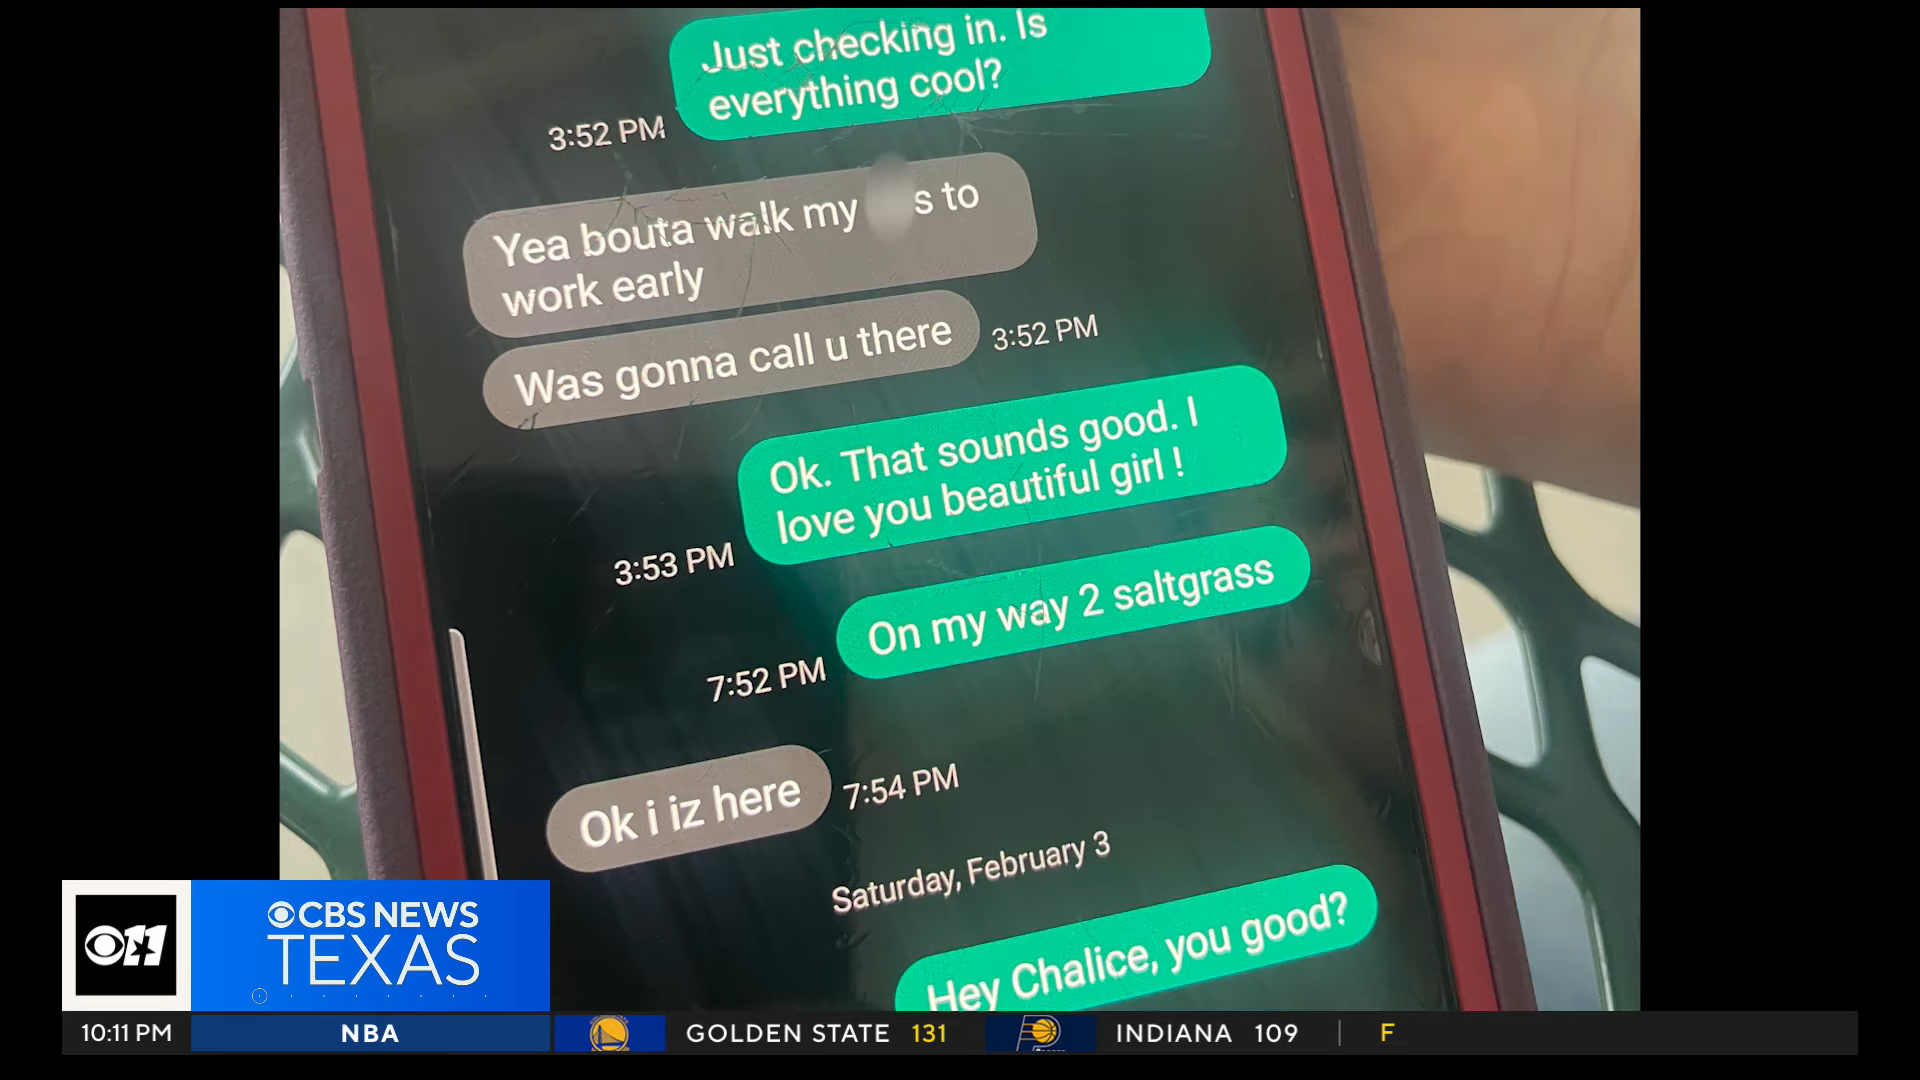 Just checking in. Is
everything cool?
3:52 PM
Yea bouta walk my s to
work early
Was gonna call u there
3:52 PM
Ok. That sounds good. I
love you beautiful girl !
3:53 PM
On my way 2 saltgrass
7:52 PM
Ok i iz here
7:54 PM
Saturday, February 3
Hey Chalice, you good?
11
CBS NEWS
TEXAS
10:11 PM NBA GOLDEN STATE 131 INDIANA 109 F